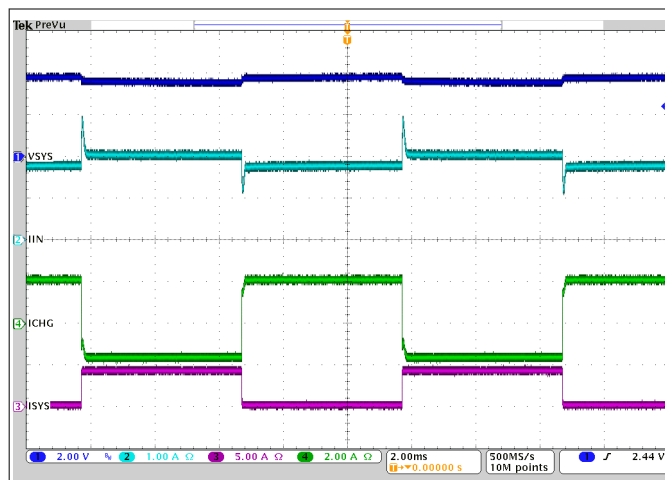 Tek PreVu
T
T
1 VSYS
2 IIN
4 ICHG
3 ISYS
1 2.00 V BW 2 1.00 A Ω 3 5.00 A Ω 4 2.00 A Ω 2.00ms 500MS/s 1 2.44 V
T→▼0.00000 s 10M points